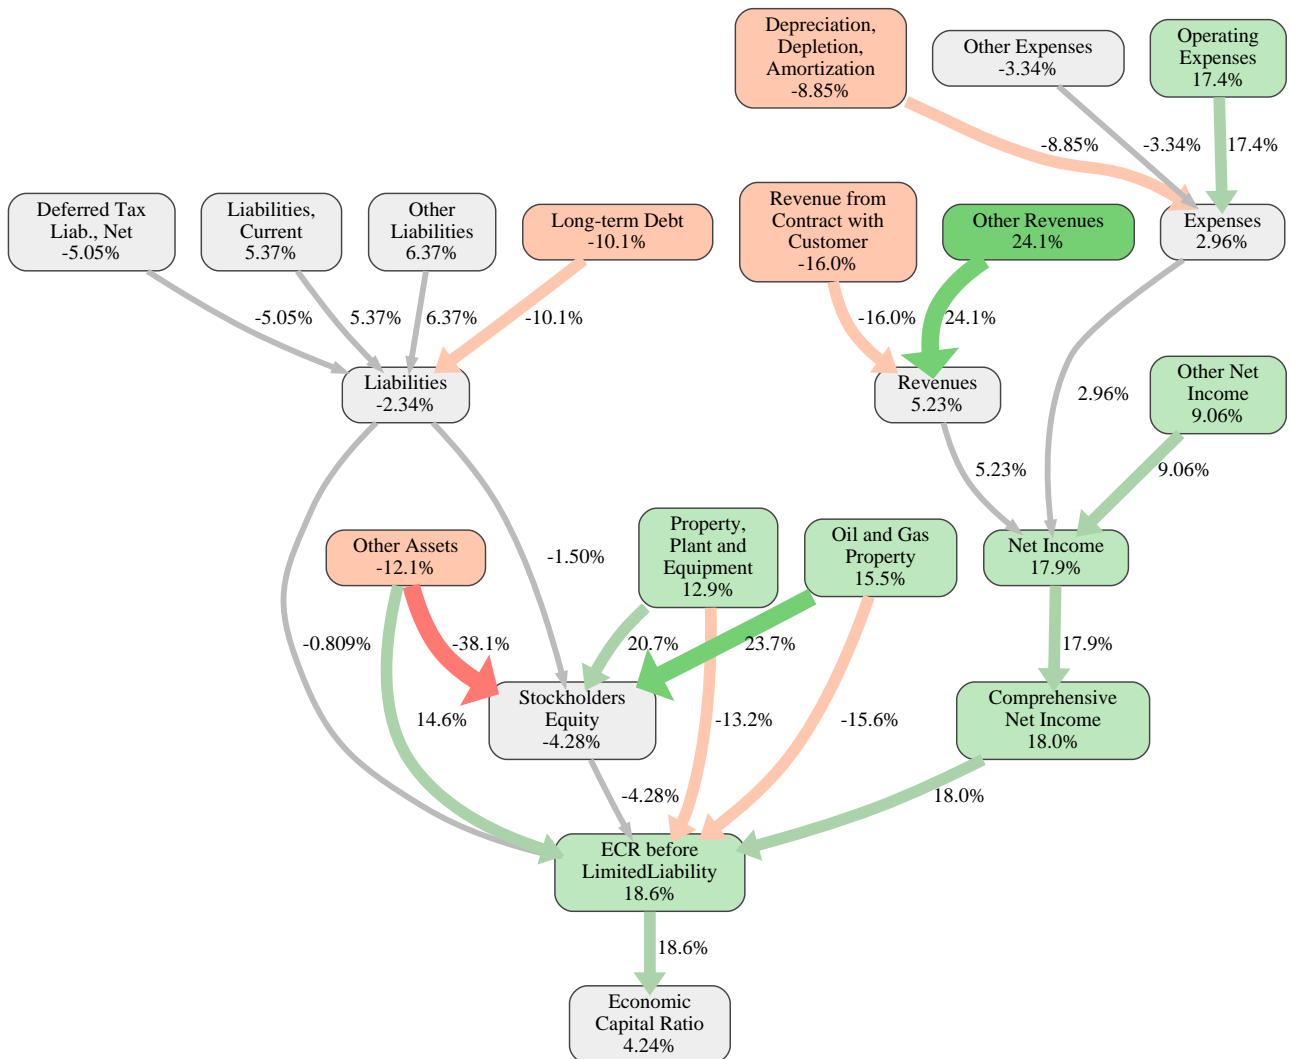 Depreciation,
Depletion,
Amortization
-8.85%
Other Expenses
-3.34%
Operating
Expenses
17.4%
-8.85%
-3.34%
17.4%
Deferred Tax
Liab., Net
-5.05%
Liabilities,
Current
5.37%
Other
Liabilities
6.37%
Long-term Debt
-10.1%
Revenue from
Contract with
Customer
-16.0%
Other Revenues
24.1%
Expenses
2.96%
-5.05%
5.37%
6.37%
-10.1%
-16.0%
24.1%
Liabilities
-2.34%
Revenues
5.23%
2.96%
Other Net
Income
9.06%
5.23%
9.06%
Other Assets
-12.1%
-1.50%
Property,
Plant and
Equipment
12.9%
Oil and Gas
Property
15.5%
Net Income
17.9%
-0.809%
-38.1%
20.7%
23.7%
17.9%
14.6%
Stockholders
Equity
-4.28%
-13.2%
-15.6%
Comprehensive
Net Income
18.0%
-4.28%
18.0%
ECR before
LimitedLiability
18.6%
18.6%
Economic
Capital Ratio
4.24%